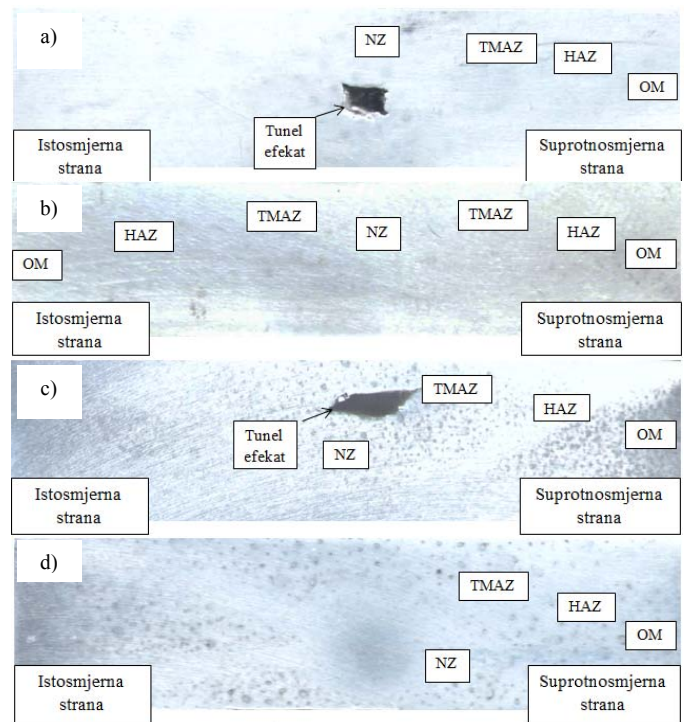 a)
NZ
TMAZ
HAZ
OM
Tunel
efekat
Istosmjerna
strana
Suprotnosmjerna
strana
b)
OM
HAZ
TMAZ
NZ
TMAZ
HAZ
OM
Istosmjerna
strana
Suprotnosmjerna
strana
c)
TMAZ
HAZ
OM
Tunel
efekat
NZ
Istosmjerna
strana
Suprotnosmjerna
strana
d)
TMAZ
HAZ
OM
NZ
Istosmjerna
strana
Suprotnosmjerna
strana